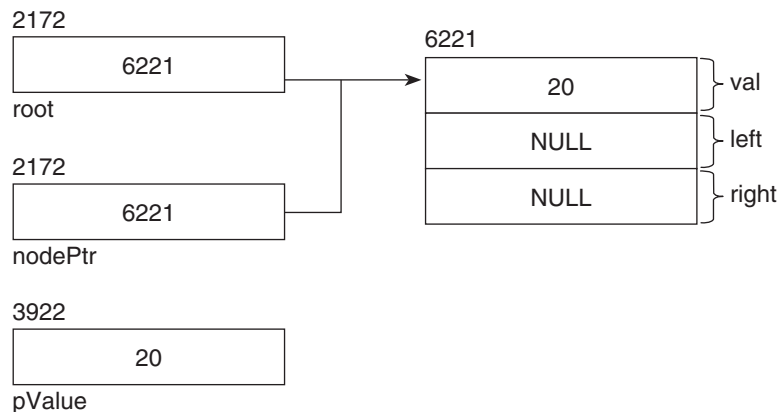 2172
6221
root
2172
6221
nodePtr
3922
20
pValue
6221
20
val
NULL
left
NULL
right